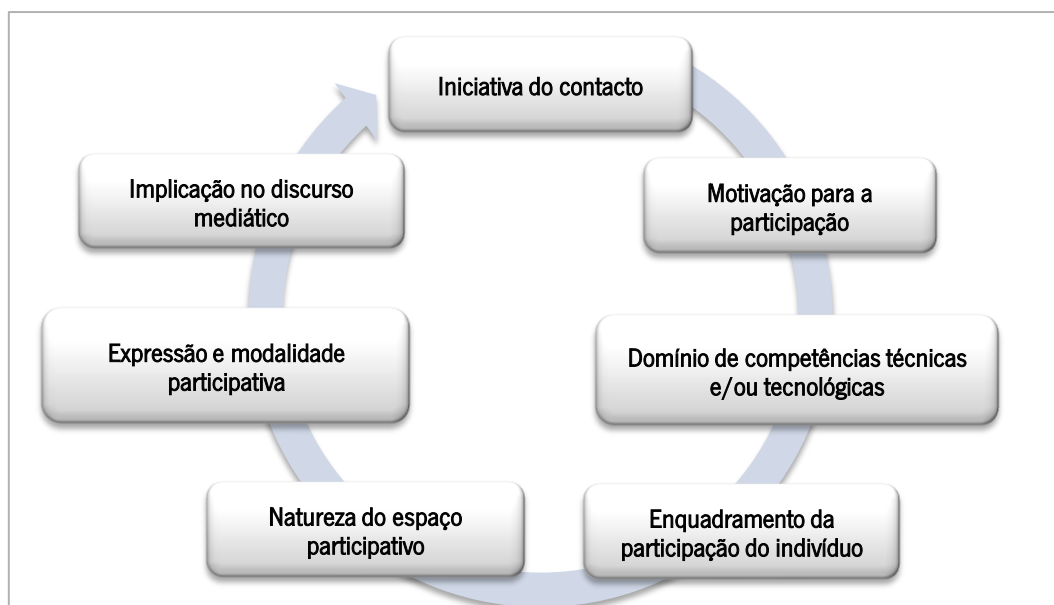 Iniciativa do contacto
Motivação para a
participação
Domínio de competências técnicas
e/ou tecnológicas
Enquadramento da
participação do indivíduo
Natureza do espaço
participativo
Expressão e modalidade
participativa
Implicação no discurso
mediático